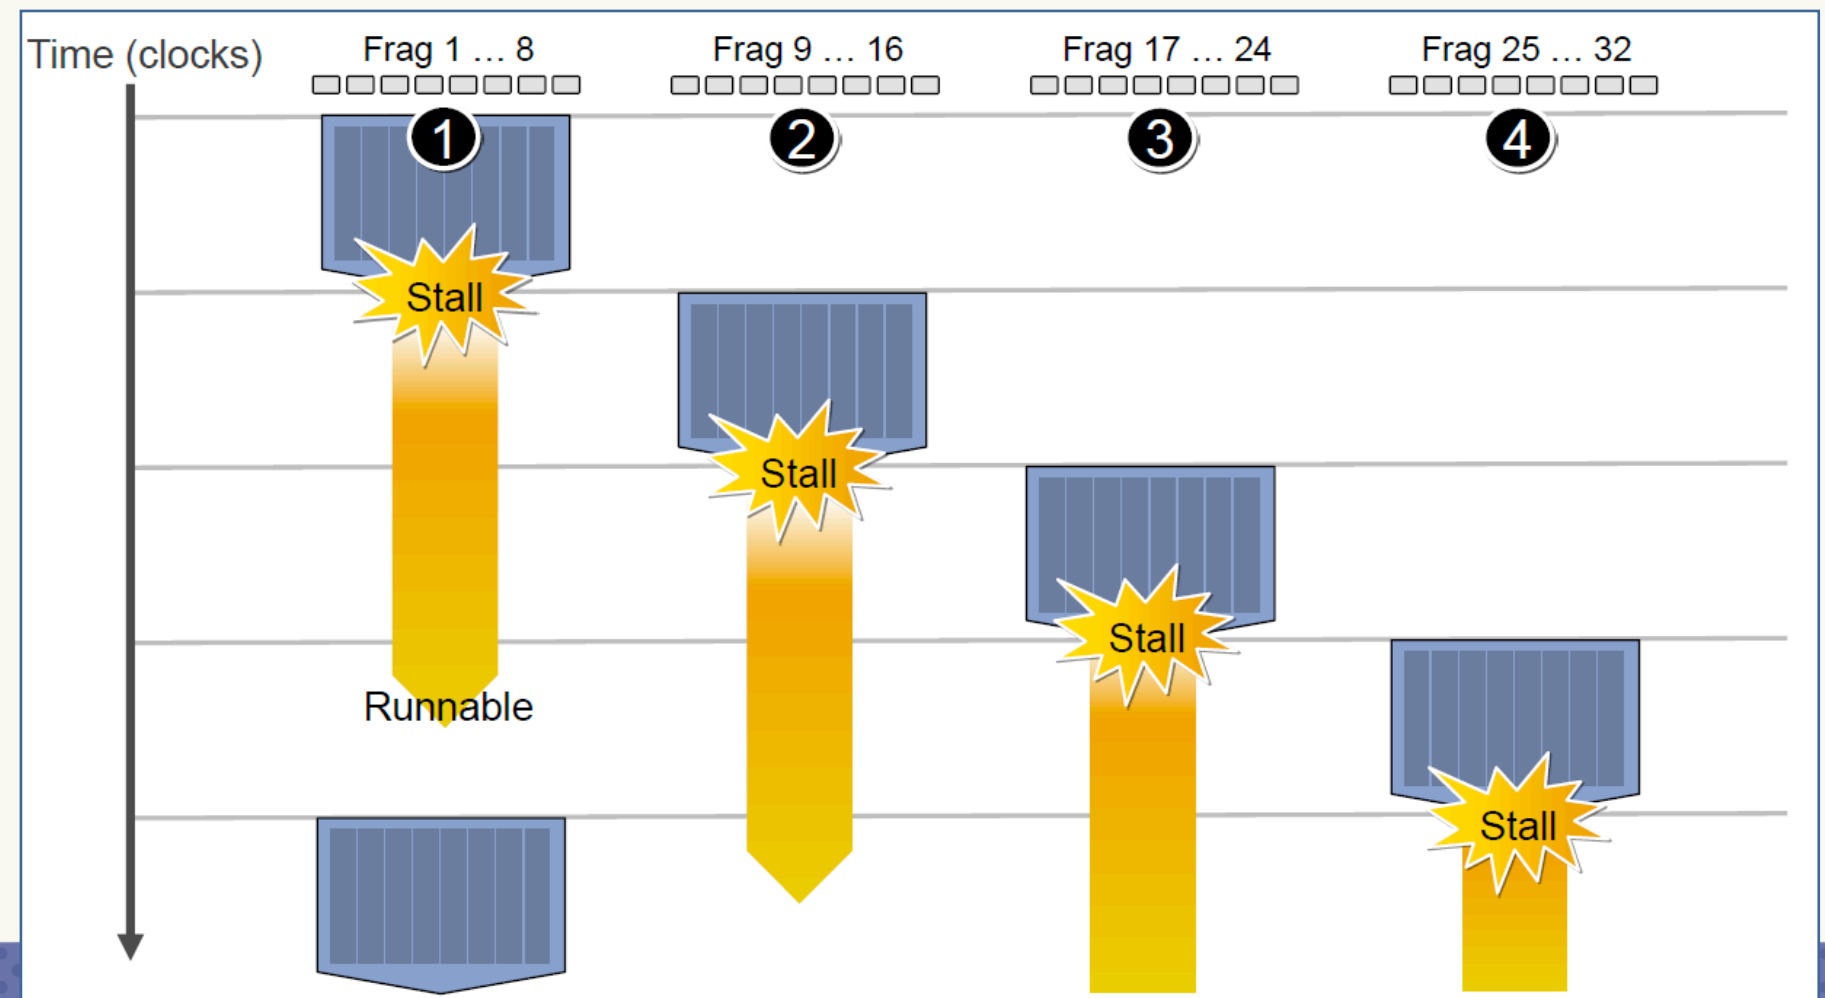 Time (clocks)
Frag 1 … 8
Frag 9 … 16
Frag 17 … 24
Frag 25 … 32
1
2
3
4
Stall
Stall
Stall
Runnable
Stall